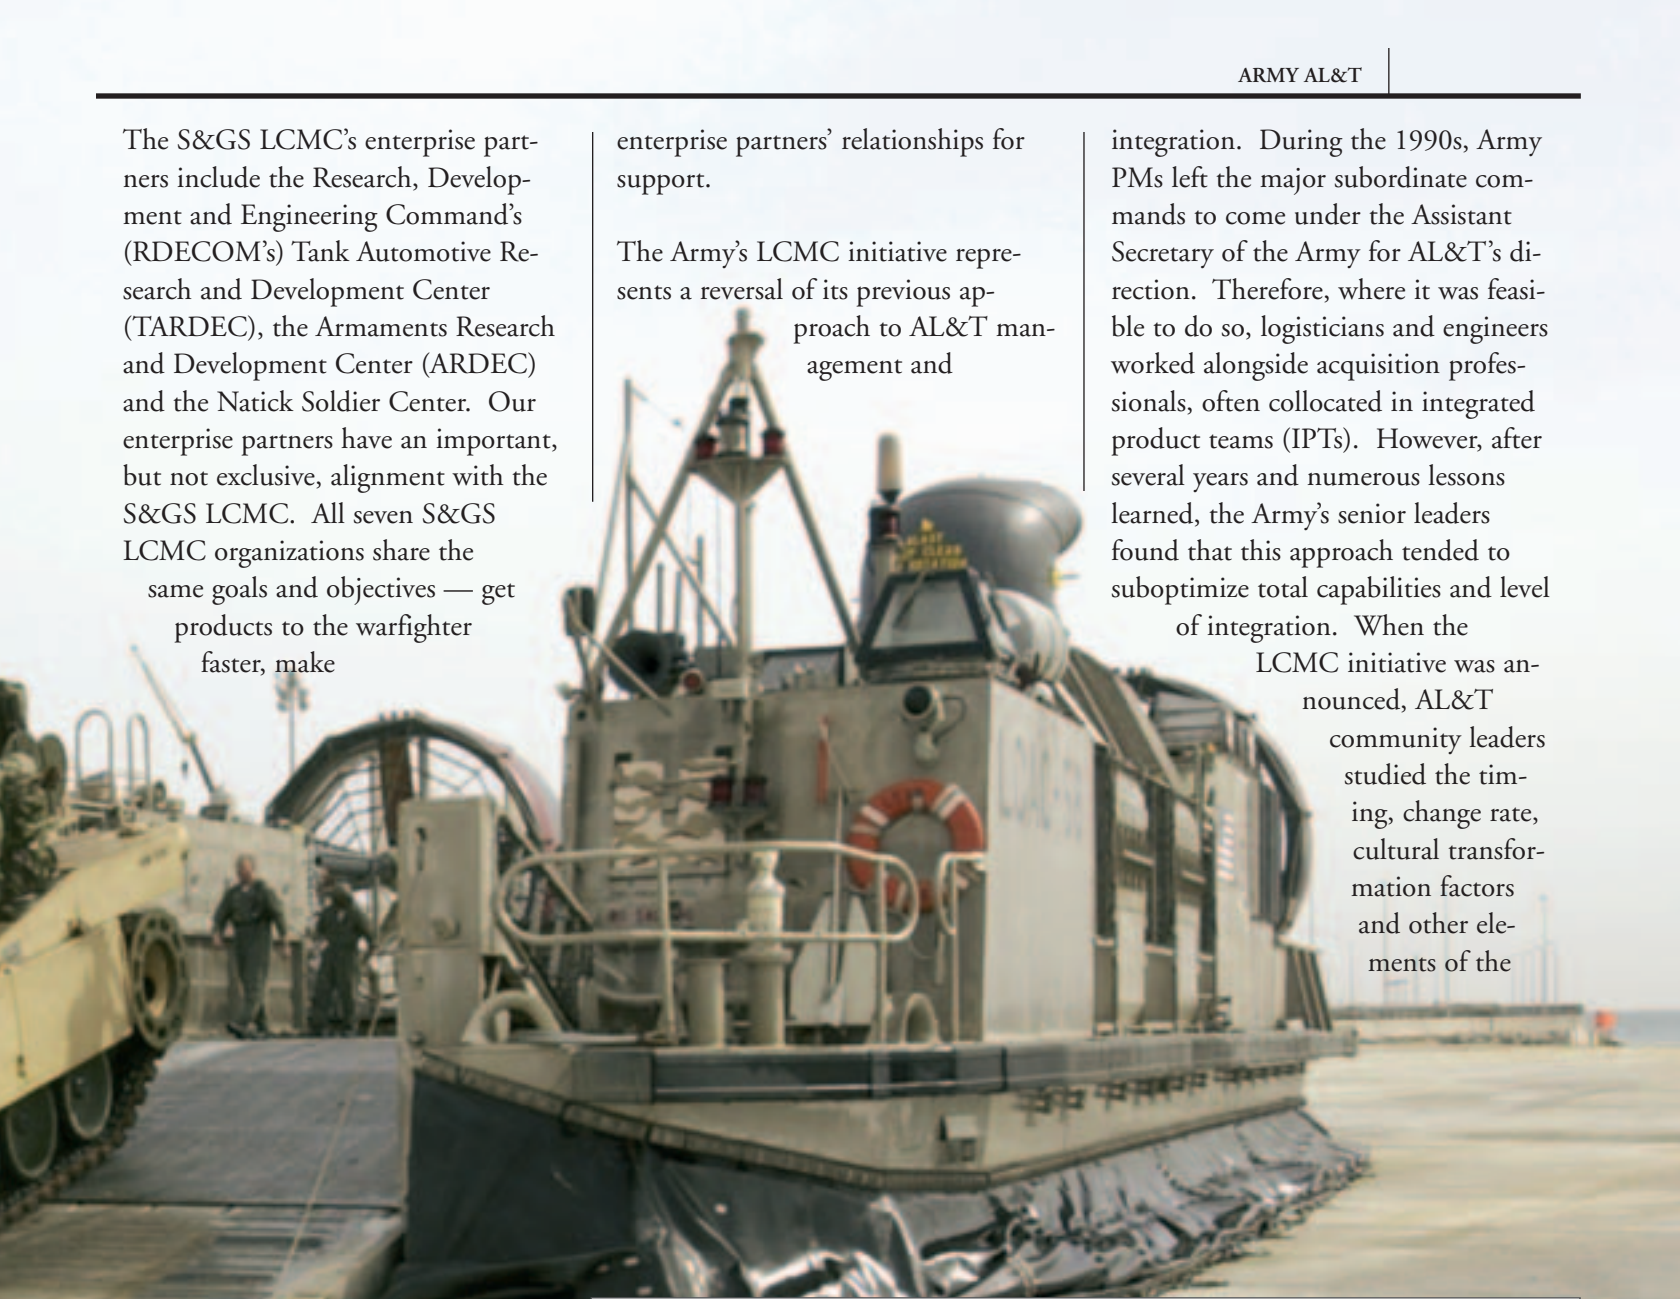 ARMY AL&T
The S&GS LCMC’s enterprise part-
ners include the Research, Develop-
ment and Engineering Command’s
(RDECOM’s) Tank Automotive Re-
search and Development Center
(TARDEC), the Armaments Research
and Development Center (ARDEC)
and the Natick Soldier Center.  Our
enterprise partners have an important,
but not exclusive, alignment with the
S&GS LCMC.  All seven S&GS
LCMC organizations share the
same goals and objectives — get
products to the warfighter
faster, make
enterprise partners’ relationships for
support.
The Army’s LCMC initiative repre-
sents a reversal of its previous ap-
proach to AL&T man-
agement and
integration.  During the 1990s, Army
PMs left the major subordinate com-
mands to come under the Assistant
Secretary of the Army for AL&T’s di-
rection.  Therefore, where it was feasi-
ble to do so, logisticians and engineers
worked alongside acquisition profes-
sionals, often collocated in integrated
product teams (IPTs).  However, after
several years and numerous lessons
learned, the Army’s senior leaders
found that this approach tended to
suboptimize total capabilities and level
of integration.  When the
LCMC initiative was an-
nounced, AL&T
community leaders
studied the tim-
ing, change rate,
cultural transfor-
mation factors
and other ele-
ments of the